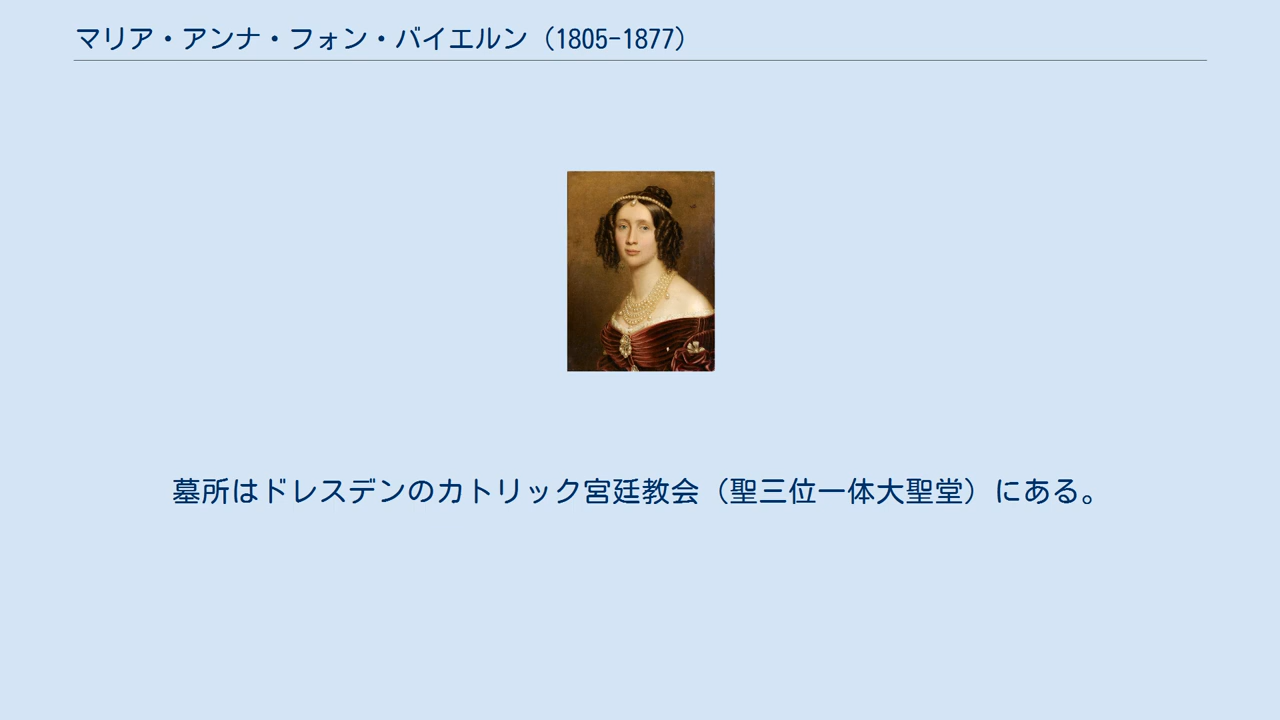 マリア・アンナ・フォン・バイエルン（1805-1877）
墓所はドレスデンのカトリック宮廷教会（聖三位一体大聖堂）にある。